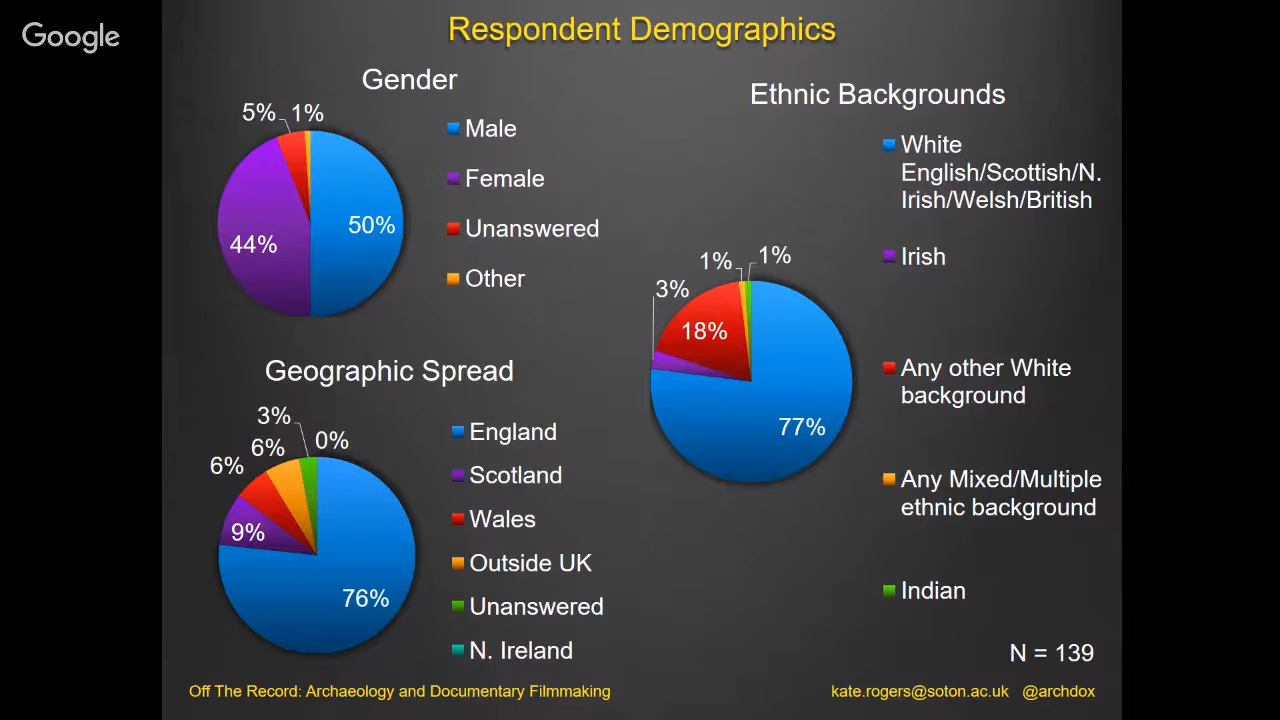 Google
Respondent Demographics
Gender
5%
1%
50%
44%
Male
Female
Unanswered
Other
Geographic Spread
3%
0%
6%
6%
9%
76%
England
Scotland
Wales
Outside UK
Unanswered
N. Ireland
Ethnic Backgrounds
1%
1%
3%
18%
77%
White
English/Scottish/N.
Irish/Welsh/British
Irish
Any other White
background
Any Mixed/Multiple
ethnic background
Indian
N = 139
Off The Record: Archaeology and Documentary Filmmaking
kate.rogers@soton.ac.uk @archdox